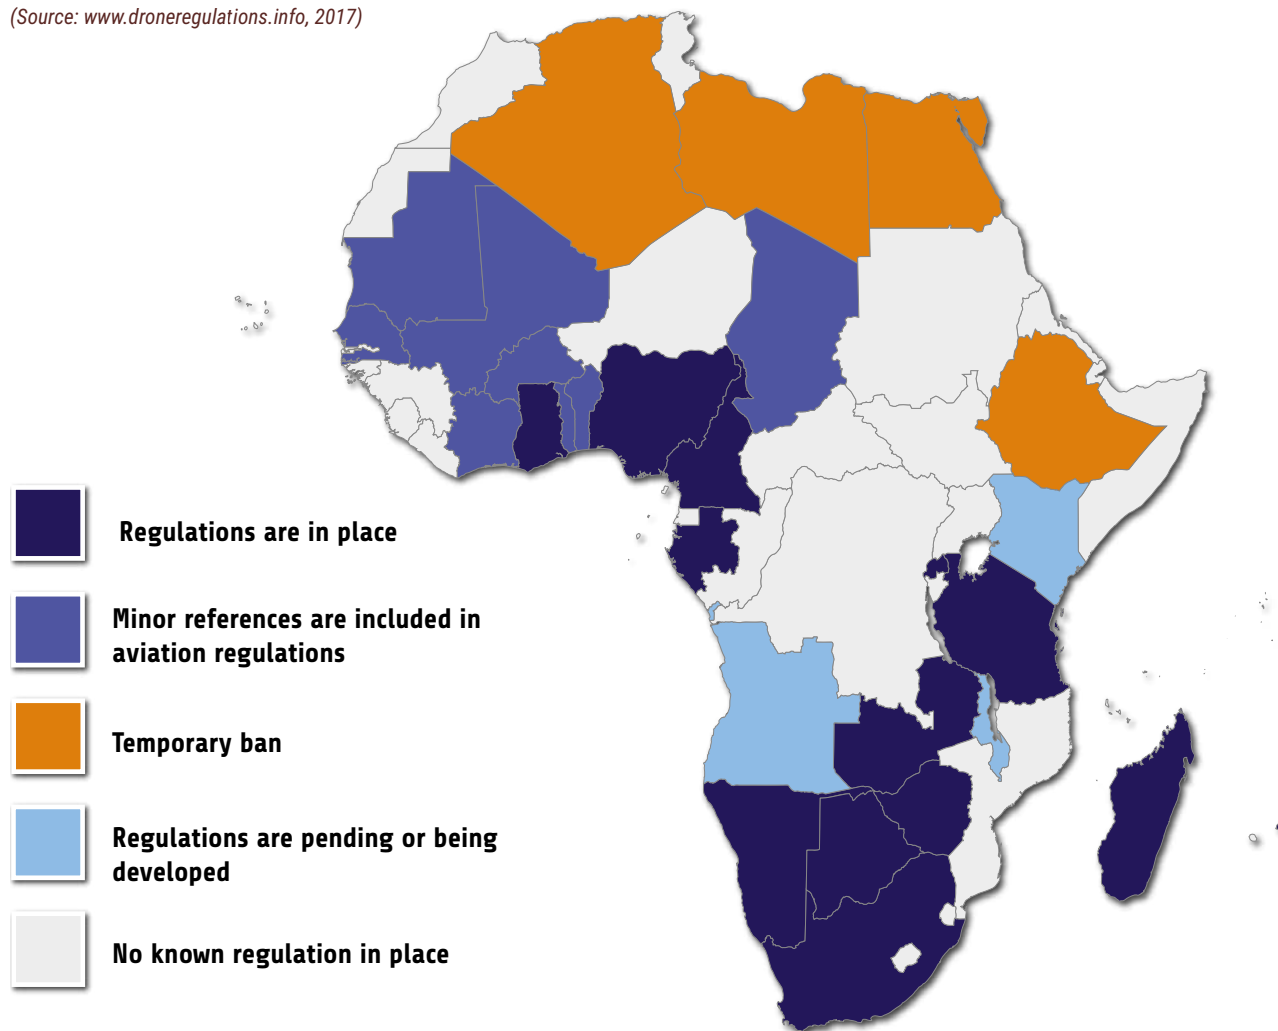 (Source: www.droneregulations.info, 2017)
Regulations are in place
Minor references are included in
aviation regulations
Temporary ban
Regulations are pending or being
developed
No known regulation in place